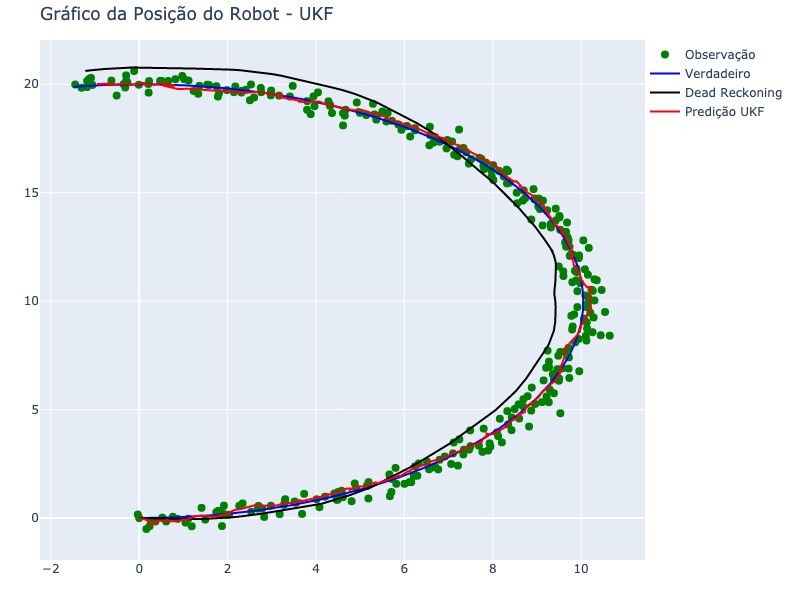 Gráfico da Posição do Robot - UKF
Observação
Verdadeiro
Dead Reckoning
Predição UKF
20
15
10
5
0
−2
0
2
4
6
8
10